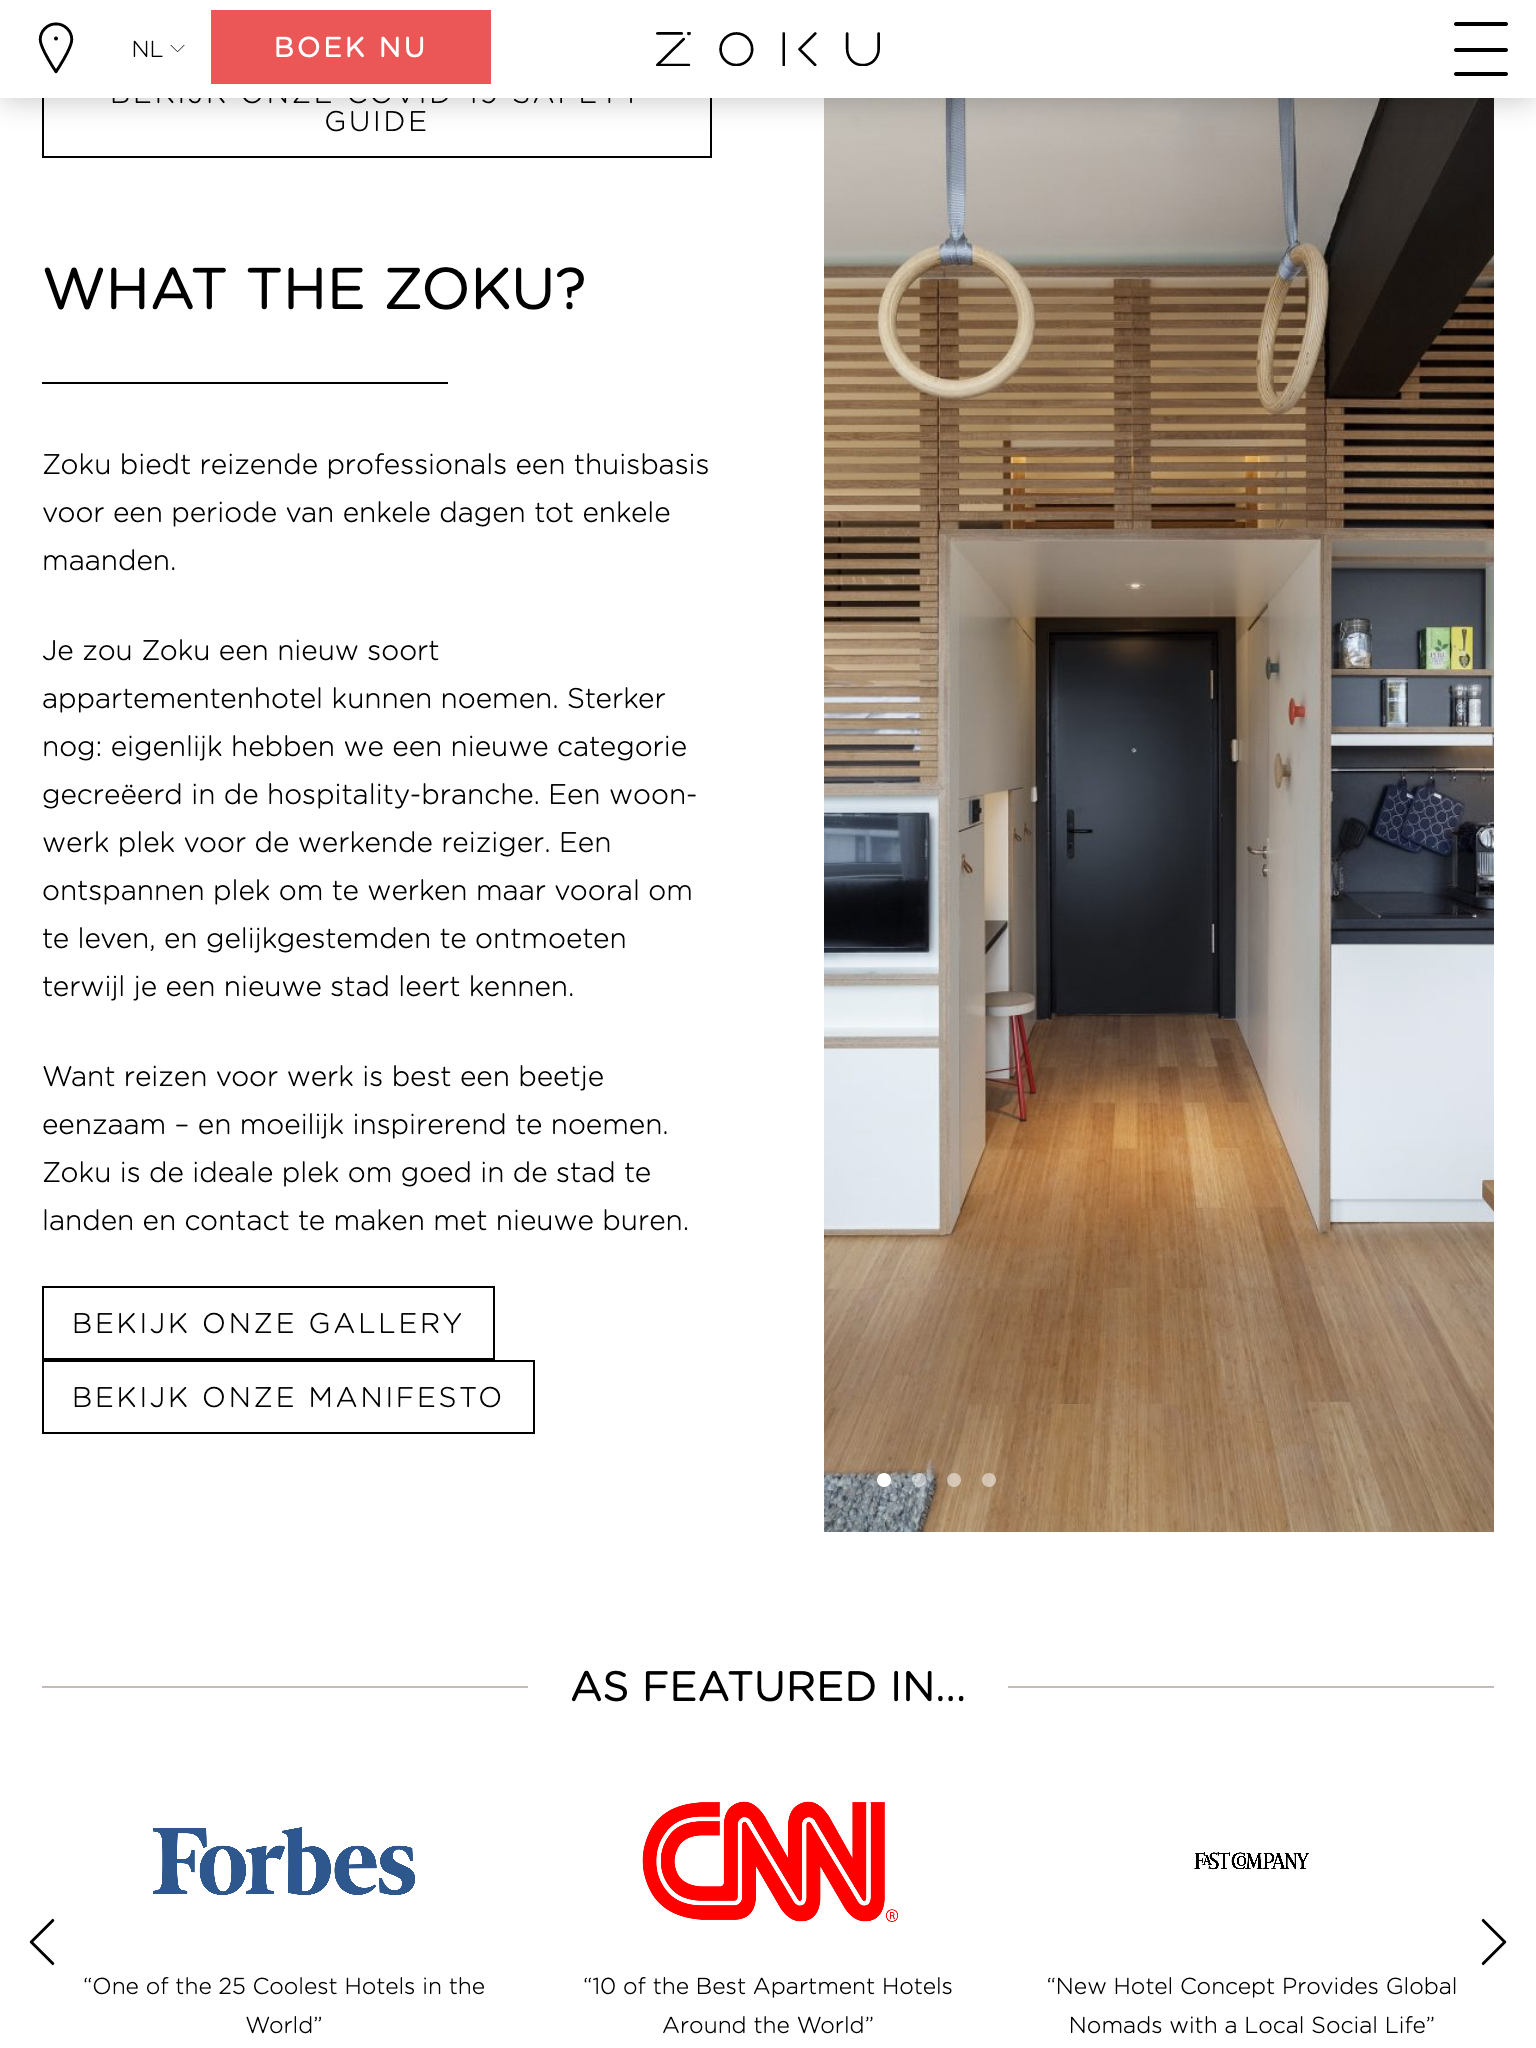 NL
BOEK NU
ZOKU
BEKIJK ONZE COVID-19 SAFETY
GUIDE
WHAT THE ZOKU?
Zoku biedt reizende professionals een thuisbasis
voor een periode van enkele dagen tot enkele
maanden.
Je zou Zoku een nieuw soort
appartementenhotel kunnen noemen. Sterker
nog: eigenlijk hebben we een nieuwe categorie
gecreëerd in de hospitality-branche. Een woon-
werk plek voor de werkende reiziger. Een
ontspannen plek om te werken maar vooral om
te leven, en gelijkgestemden te ontmoeten
terwijl je een nieuwe stad leert kennen.
Want reizen voor werk is best een beetje
eenzaam – en moeilijk inspirerend te noemen.
Zoku is de ideale plek om goed in de stad te
landen en contact te maken met nieuwe buren.
BEKIJK ONZE GALLERY
BEKIJK ONZE MANIFESTO
AS FEATURED IN...
Forbes
CNN®
FAST COMPANY
“One of the 25 Coolest Hotels in the
World”
“10 of the Best Apartment Hotels
Around the World”
“New Hotel Concept Provides Global
Nomads with a Local Social Life”